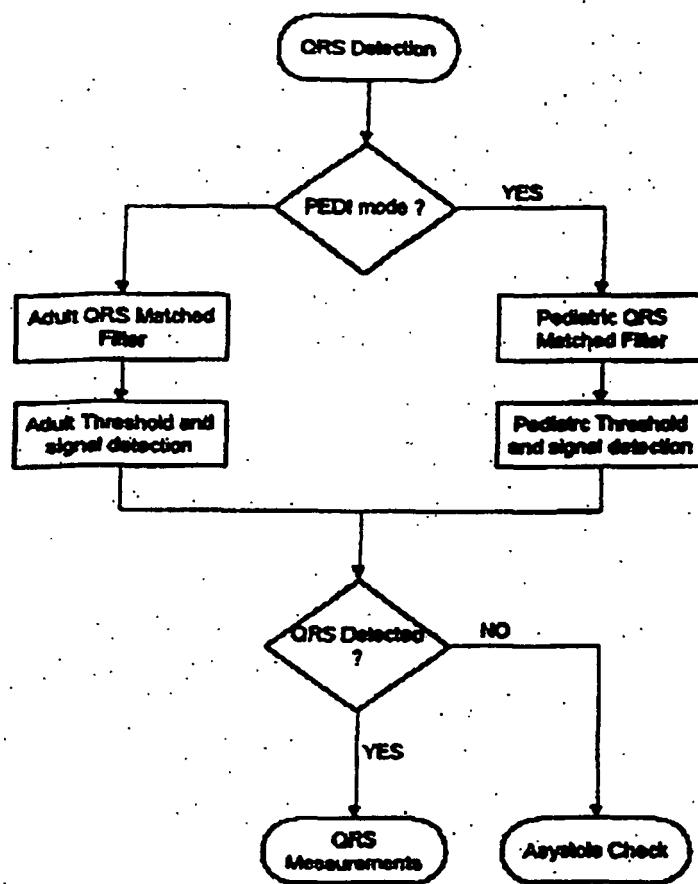 QRS Detection
PEDI mode ?
YES
Adult QRS Matched
Filter
Pediatric QRS
Matched Filter
Adult Threshold and
signal detection
Pediatrc Threshold
and signal detection
QRS Detected
?
NO
YES
QRS
Measurements
Asystole Check